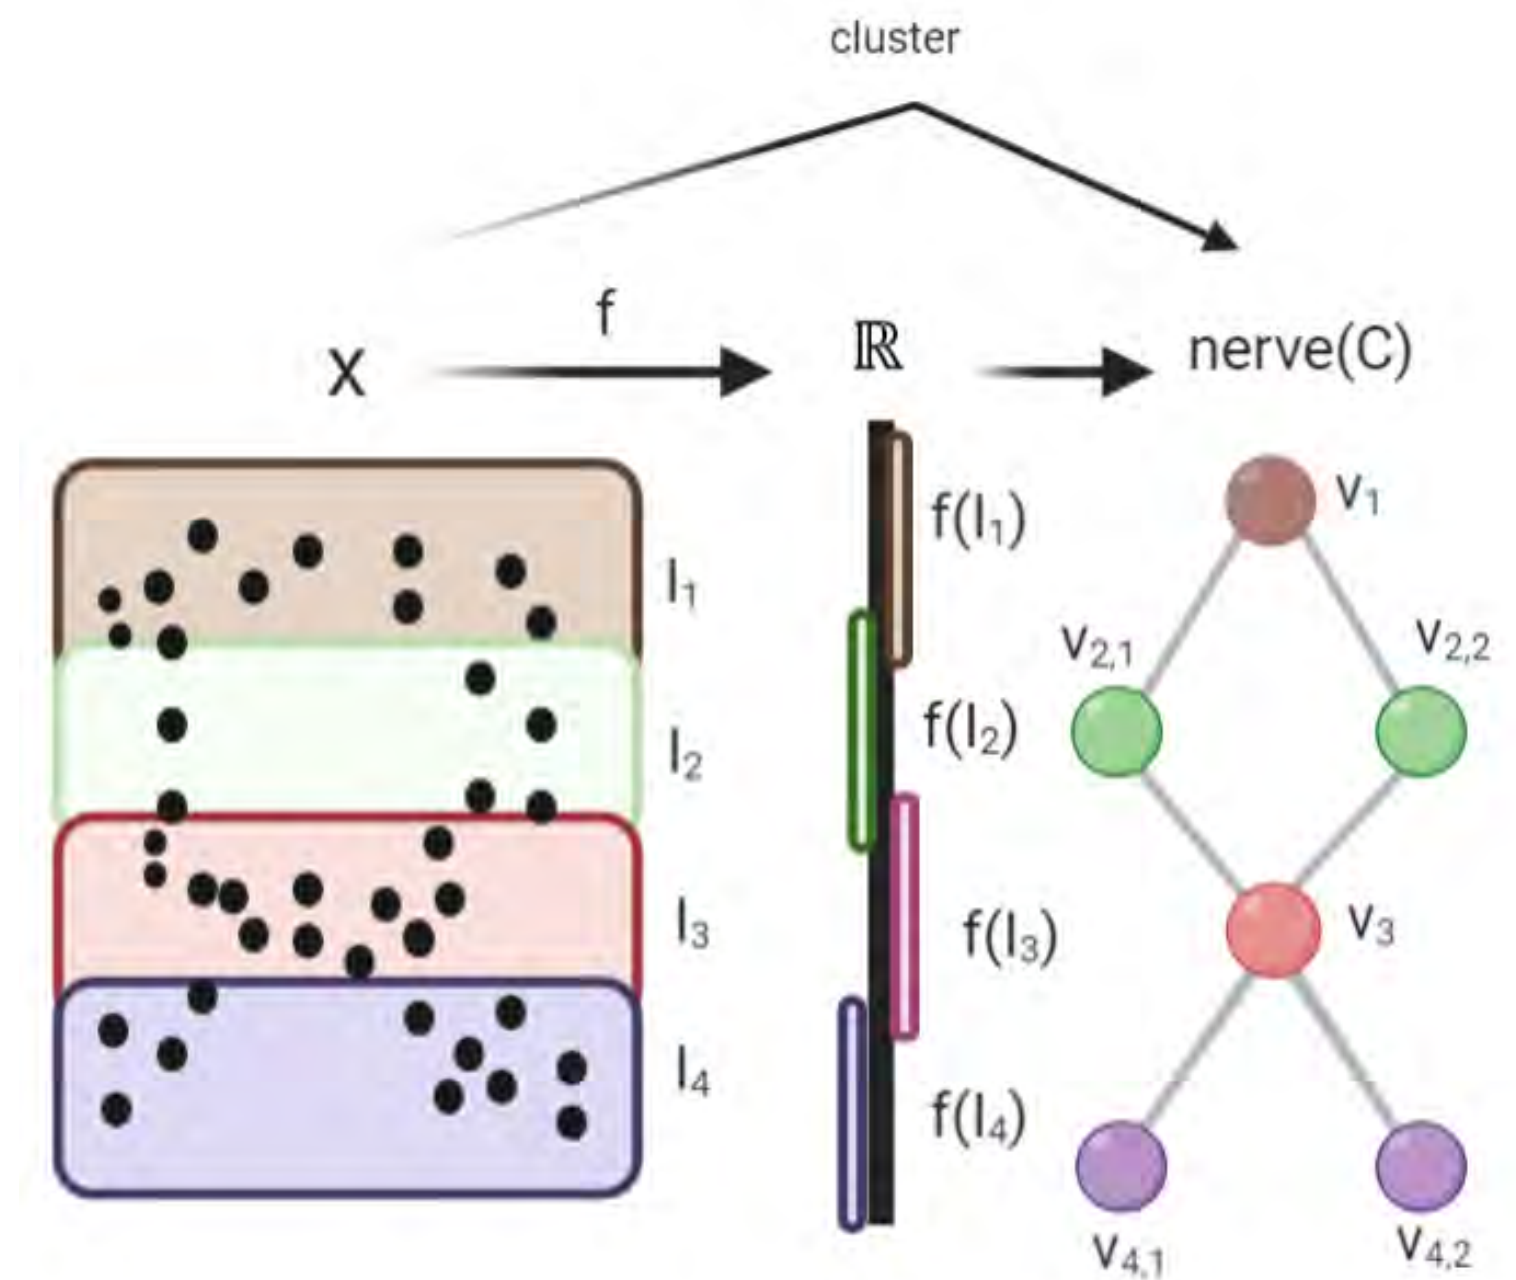 cluster
f
X
ℝ
nerve(C)
I₁
f(I₁)
V₁
V₂,₁
V₂,₂
I₂
f(I₂)
I₃
f(I₃)
V₃
I₄
f(I₄)
V₄,₁
V₄,₂